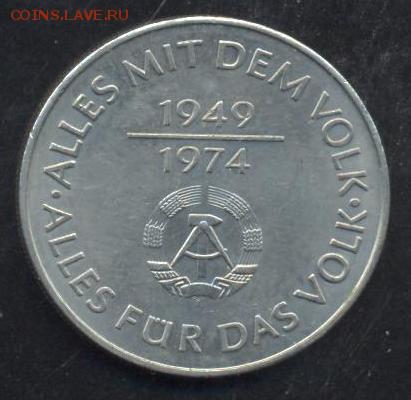 COINS.LAVE.RU
· ALLES MIT DEM VOLK ·
1949
1974
ALLES FÜR DAS VOLK